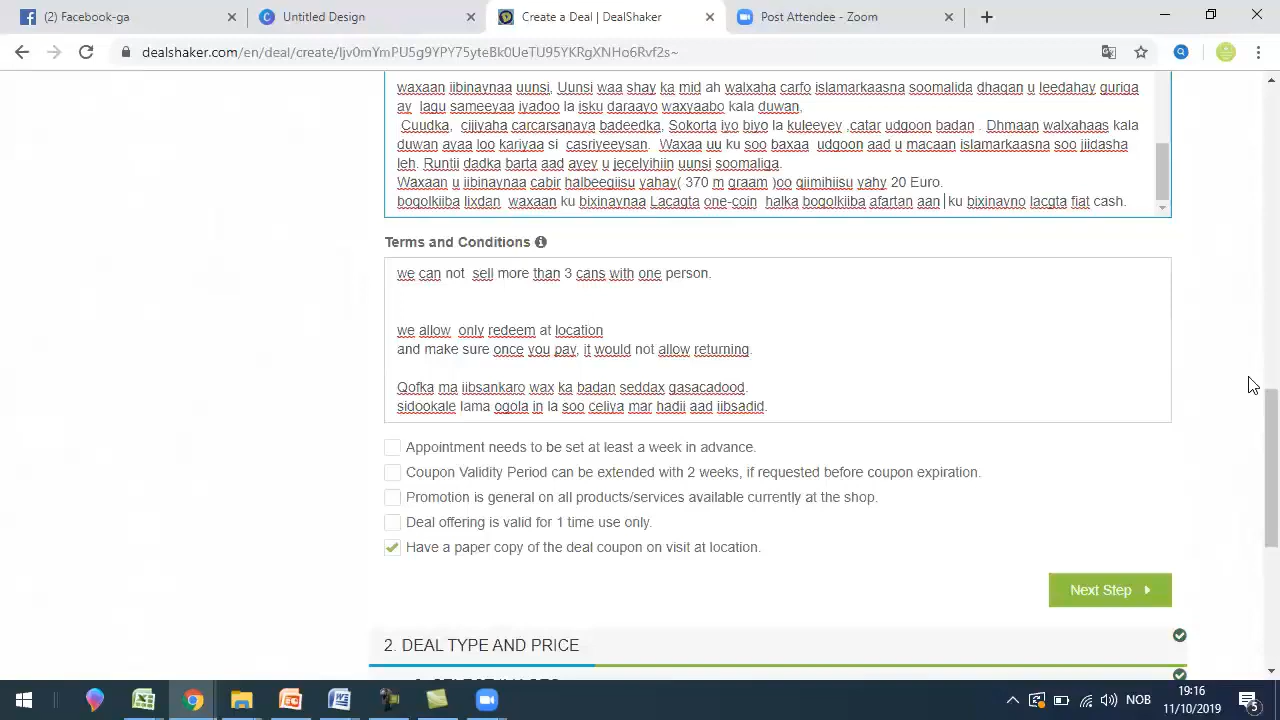 (2) Facebook-ga
Untitled Design
Create a Deal | DealShaker
Post Attendee - Zoom
dealshaker.com/en/deal/create/Ijv0mYmPU5g9YPY75yteBk0UeTU95YKRgXNHo6Rvf2s~
waxaan iibinaynaa uunsi, Uunsi waa shay ka mid ah walxaha carfo islamarkaasna soomalida dhaqan u leedahay guriga
ay lagu sameeyaa iyadoo la isku daraayo waxyaabo kala duwan,
Cuudka, cijiyaha carcarsanaya badeedka, Sokorta iyo biyo la kuleeyey ,catar udgoon badan . Dhmaan walxahaas kala
duwan ayaa loo kariyaa si casriyeeysan. Waxaa uu ku soo baxaa udgoon aad u macaan islamarkaasna soo jiidasha
leh. Runtii dadka barta aad ayey u jecelyihiin uunsi soomaliga.
Waxaan u iibinaynaa cabir halbeegiisu yahay( 370 m graam )oo qiimihiisu yahy 20 Euro.
boqolkiiba lixdan waxaan ku bixinaynaa Lacagta one-coin halka boqolkiiba afartan aan ku bixinayno lacgta fiat cash.
Terms and Conditions
we can not sell more than 3 cans with one person.
we allow only redeem at location
and make sure once you pay, it would not allow returning.
Qofka ma iibsankaro wax ka badan seddax gasacadood.
sidookale lama ogola in la soo celiya mar hadii aad iibsadid.
Appointment needs to be set at least a week in advance.
Coupon Validity Period can be extended with 2 weeks, if requested before coupon expiration.
Promotion is general on all products/services available currently at the shop.
Deal offering is valid for 1 time use only.
Have a paper copy of the deal coupon on visit at location.
Next Step
2. DEAL TYPE AND PRICE
NOB
19:16
11/10/2019
5